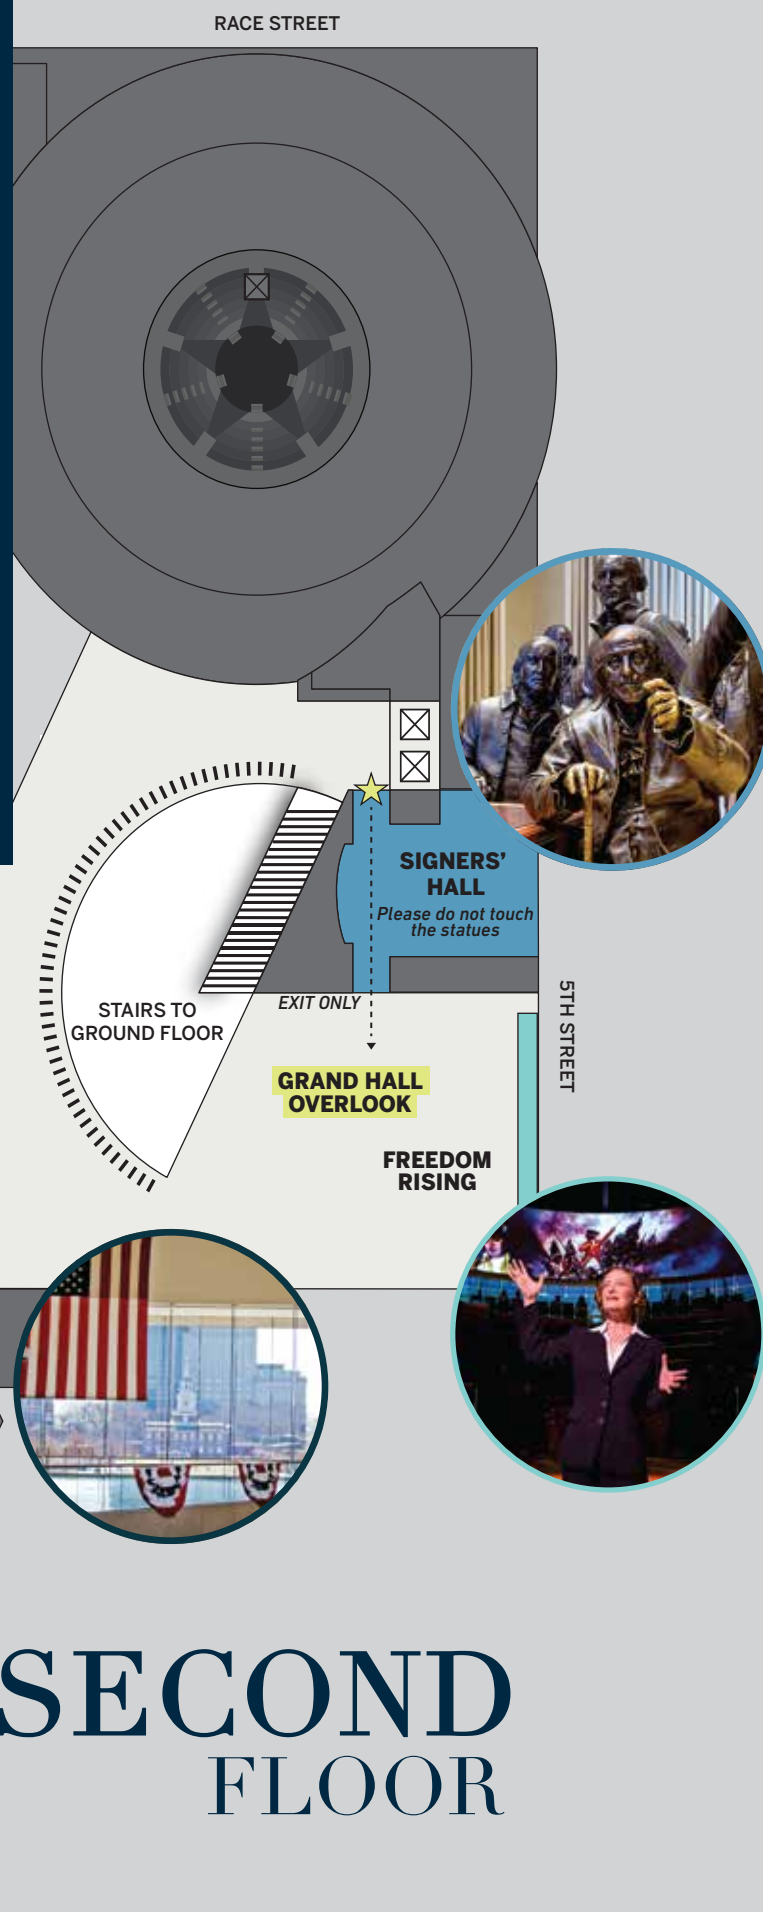 RACE STREET
SIGNERS’
HALL
Please do not touch
the statues
5TH STREET
EXIT ONLY
STAIRS TO
GROUND FLOOR
GRAND HALL
OVERLOOK
FREEDOM
RISING
SECOND
FLOOR